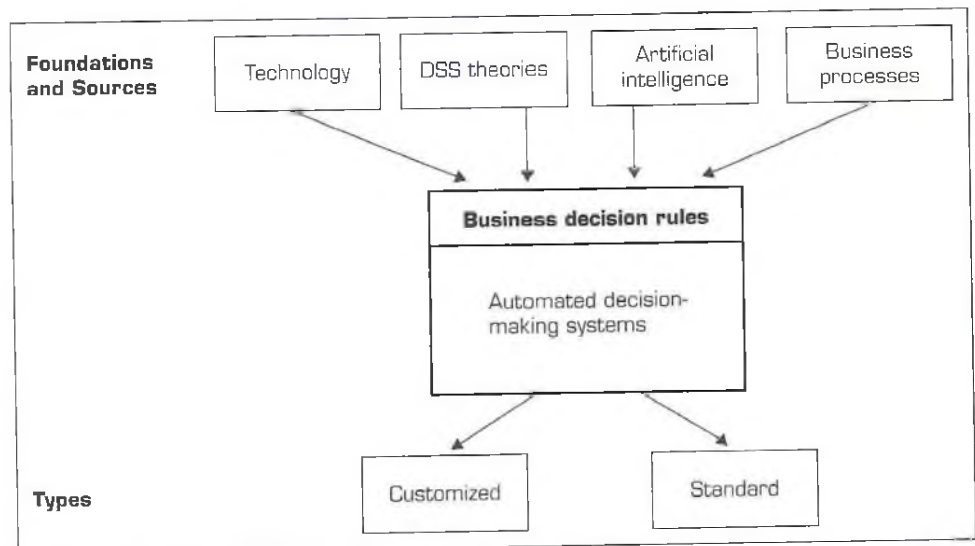 Foundations
and Sources
Technology
DSS theories
Artificial
intelligence
Business
processes
Business decision rules
Automated decision-
making systems
Types
Customized
Standard